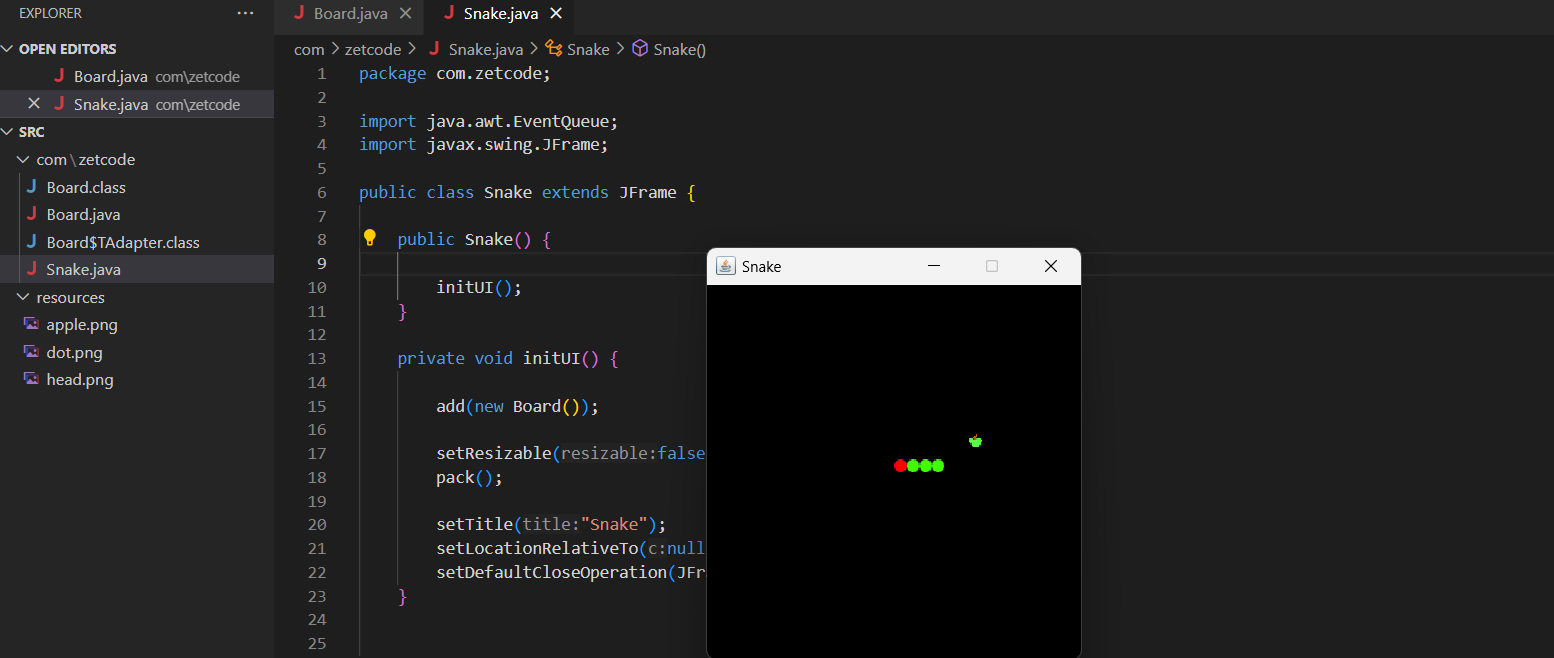 EXPLORER
...
OPEN EDITORS
J Board.java com\zetcode
J Snake.java com\zetcode
SRC
com\zetcode
J Board.class
J Board.java
J Board$TAdapter.class
J Snake.java
resources
apple.png
dot.png
head.png
J Board.java
J Snake.java
com > zetcode > J Snake.java > Snake > Snake()
1 package com.zetcode;
2
3 import java.awt.EventQueue;
4 import javax.swing.JFrame;
5
6 public class Snake extends JFrame {
7
8 public Snake() {
9
10 initUI();
11 }
12
13 private void initUI() {
14
15 add(new Board());
16
17 setResizable(resizable:false
18 pack();
19
20 setTitle(title:"Snake");
21 setLocationRelativeTo(c:null
22 setDefaultCloseOperation(JFr
23 }
24
25
Snake